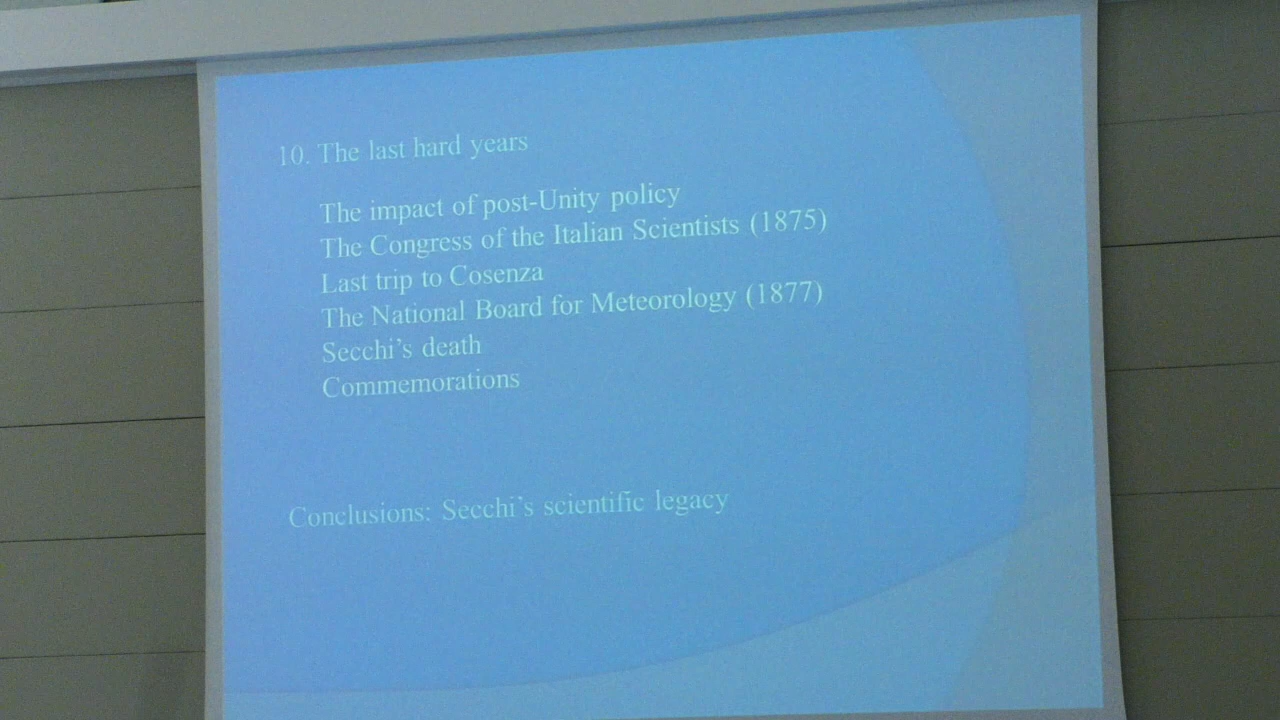 10. The last hard years
The impact of post-Unity policy
The Congress of the Italian Scientists (1875)
Last trip to Cosenza
The National Board for Meteorology (1877)
Secchi's death
Commemorations
Conclusions: Secchi's scientific legacy